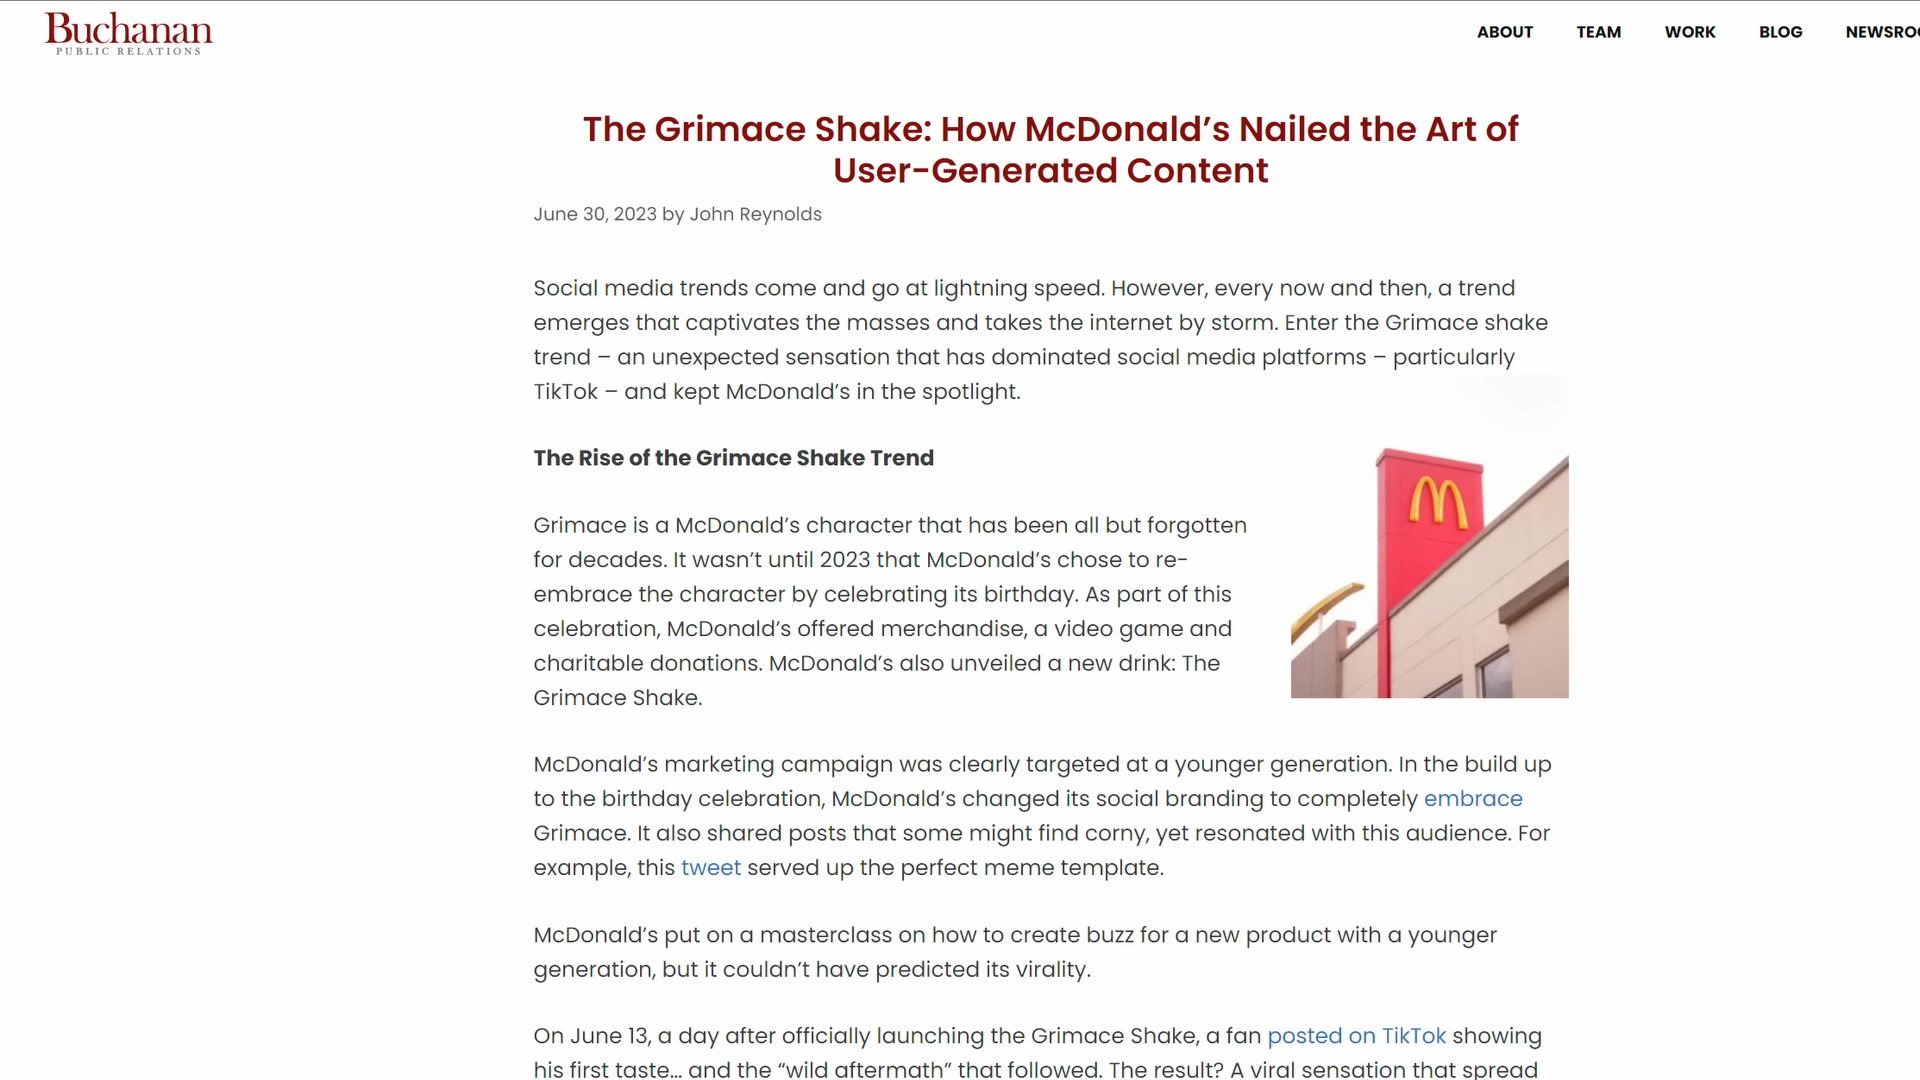 Buchanan
PUBLIC RELATIONS
ABOUT TEAM WORK BLOG
The Grimace Shake: How McDonald’s Nailed the Art of
User-Generated Content
June 30, 2023 by John Reynolds
Social media trends come and go at lightning speed. However, every now and then, a trend
emerges that captivates the masses and takes the internet by storm. Enter the Grimace shake
trend – an unexpected sensation that has dominated social media platforms – particularly
TikTok – and kept McDonald’s in the spotlight.
The Rise of the Grimace Shake Trend
Grimace is a McDonald’s character that has been all but forgotten
for decades. It wasn’t until 2023 that McDonald’s chose to re-
embrace the character by celebrating its birthday. As part of this
celebration, McDonald’s offered merchandise, a video game and
charitable donations. McDonald’s also unveiled a new drink: The
Grimace Shake.
McDonald’s marketing campaign was clearly targeted at a younger generation. In the build up
to the birthday celebration, McDonald’s changed its social branding to completely embrace
Grimace. It also shared posts that some might find corny, yet resonated with this audience. For
example, this tweet served up the perfect meme template.
McDonald’s put on a masterclass on how to create buzz for a new product with a younger
generation, but it couldn’t have predicted its virality.
On June 13, a day after officially launching the Grimace Shake, a fan posted on TikTok showing
his first taste… and the “wild aftermath” that followed. The result? A viral sensation that spread